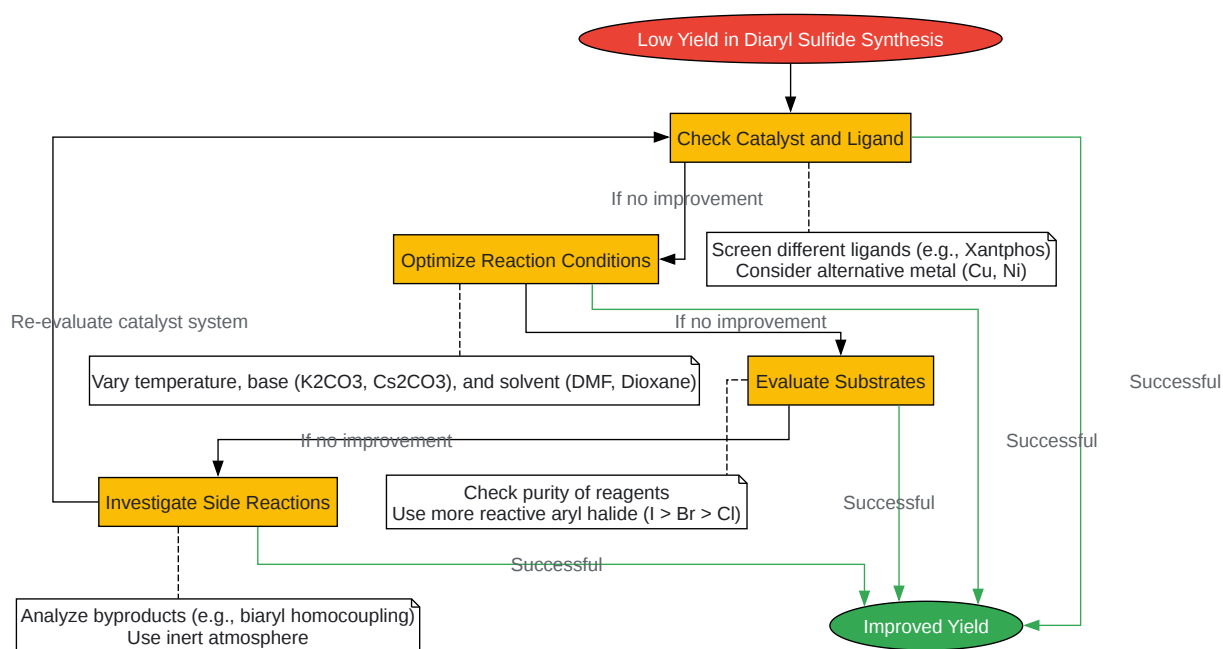 Low Yield in Diaryl Sulfide Synthesis
Check Catalyst and Ligand
If no improvement
Screen different ligands (e.g., Xantphos)
Consider alternative metal (Cu, Ni)
Optimize Reaction Conditions
Re-evaluate catalyst system
If no improvement
Vary temperature, base (K2CO3, Cs2CO3), and solvent (DMF, Dioxane)
Evaluate Substrates
Successful
If no improvement
Successful
Investigate Side Reactions
Check purity of reagents
Use more reactive aryl halide (I > Br > Cl)
Successful
Successful
Analyze byproducts (e.g., biaryl homocoupling)
Use inert atmosphere
Improved Yield